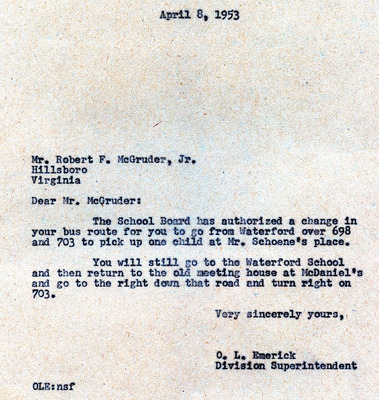 April 8, 1953
Mr. Robert F. McGruder, Jr.
Hillsboro
Virginia
Dear Mr. McGruder:
The School Board has authorized a change in
your bus route for you to go from Waterford over 698
and 703 to pick up one child at Mr. Schoene's place.
You will still go to the Waterford School
and then return to the old meeting house at McDaniel's
and go to the right down that road and turn right on
703.
Very sincerely yours,
O. L. Emerick
Division Superintendent
OLE:nsf